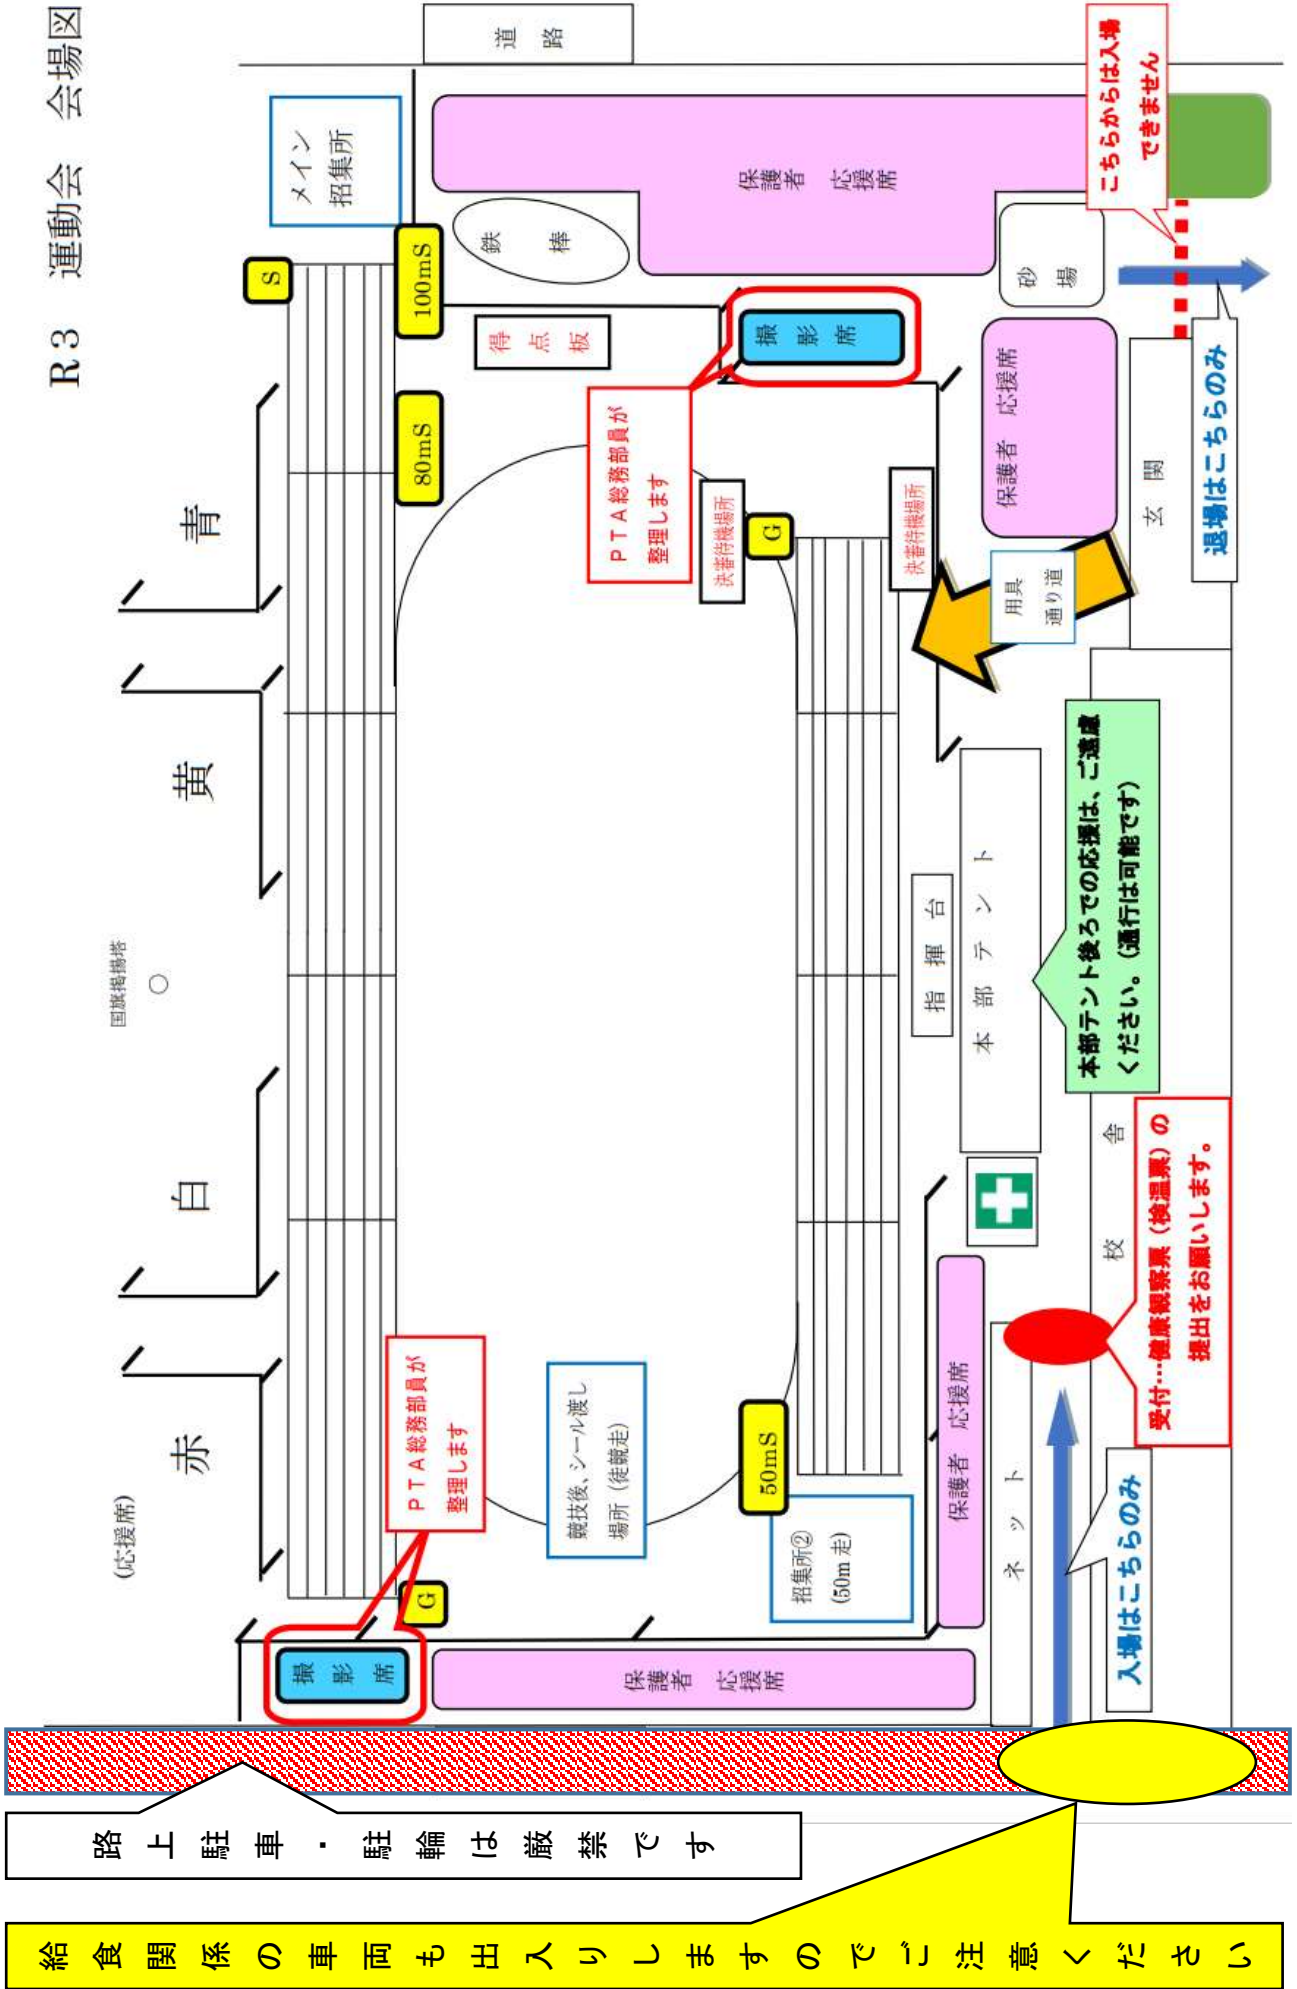 R3　運動会　会場図
道　路
メイン
招集所
保護者　応援席
こちらからは入場
できません
鉄　棒
S
100mS
80mS
得点板
撮影席
砂　場
PTA総務部員が
整理します
保護者　応援席
退場はこちらのみ
玄　関
決審待機場所
G
決審待機場所
用具
通り道
青
黄
白
赤
(応援席)
国旗掲揚塔
指　揮　台
本　部　テ　ン　ト
本部テント後ろでの応援は、ご遠慮
ください。（通行は可能です）
校　舎
受付…健康観察票（検温票）の
提出をお願いします。
PTA総務部員が
整理します
競技後、シール渡し
場所（徒競走）
50mS
招集所②
(50m 走)
保護者　応援席
ネ　ッ　ト
入場はこちらのみ
G
撮影席
保護者　応援席
路上駐車・駐輪は厳禁です
給食関係の車両も出入りしますのでご注意ください